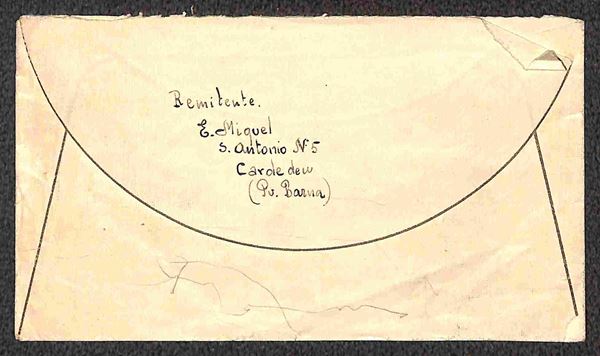 Remitente.
E. Miquel
S. Antonio Nº 5
Cardedeu
(Pv. Barna)